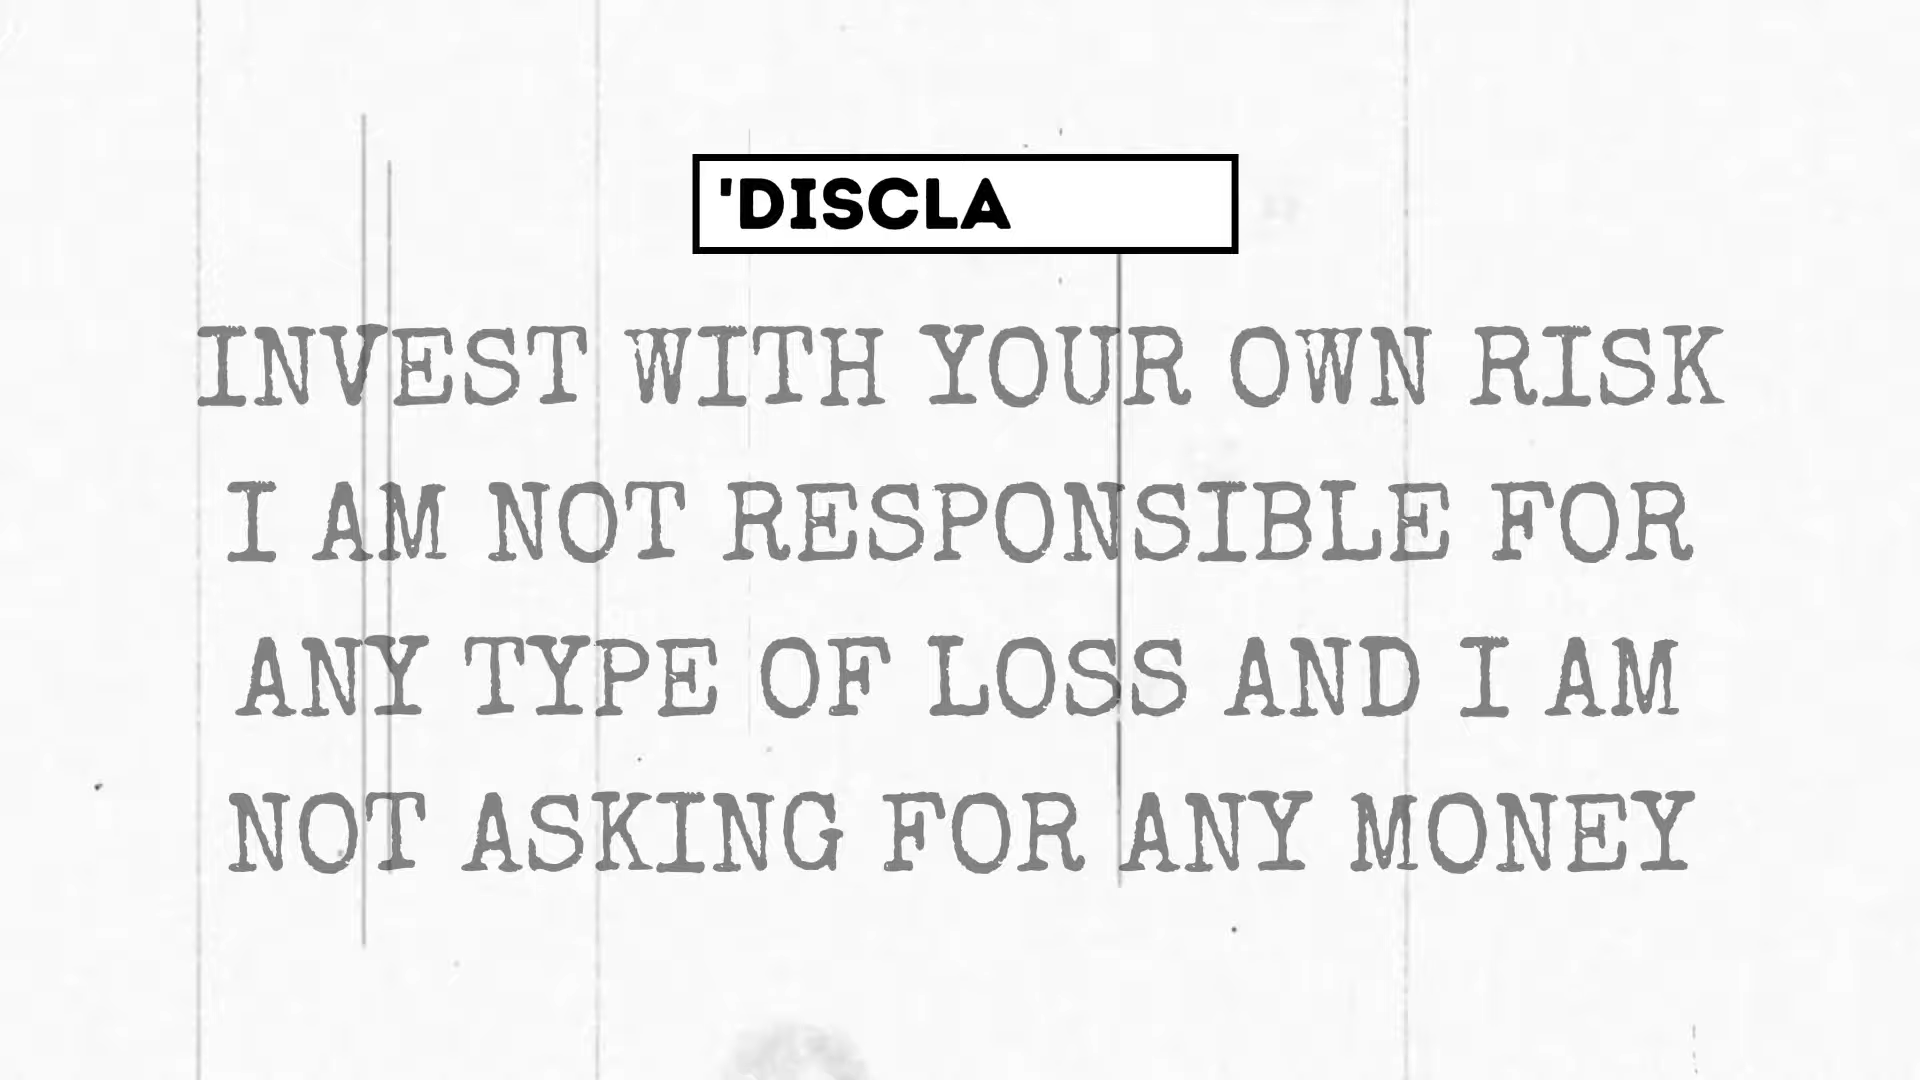 'DISCLA
INVEST WITH YOUR OWN RISK
I AM NOT RESPONSIBLE FOR
ANY TYPE OF LOSS AND I AM
NOT ASKING FOR ANY MONEY